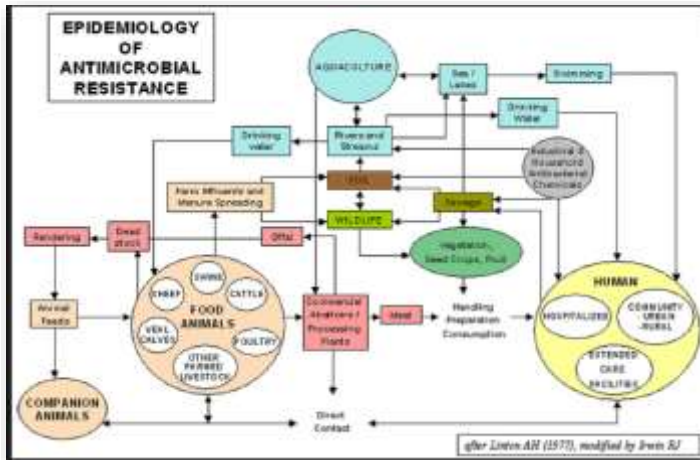 EPIDEMIOLOGY
OF
ANTIMICROBIAL
RESISTANCE
AQUACULTURE
Sea /
Lakes
Swimming
Drinking
Water
Drinking
water
Rivers and
Streams
Industrial &
Household
Antibacterial
Chemicals
SOIL
Farm Effluents and
Manure Spreading
Sewage
WILDLIFE
Rendering
Dead
stock
Offal
Vegetation,
Seed Crops, Fruit
HUMAN
SWINE
SHEEP
CATTLE
FOOD
ANIMALS
Animal
Feeds
Commercial
Abattoirs /
Processing
Plants
Meat
Handling
Preparation
Consumption
HOSPITALIZED
COMMUNITY
URBAN
-RURAL
VEAL
CALVES
POULTRY
OTHER
FARMED
LIVESTOCK
EXTENDED
CARE
FACILITIES
COMPANION
ANIMALS
Direct
Contact
after Linton AH (1977), modified by Irwin RJ